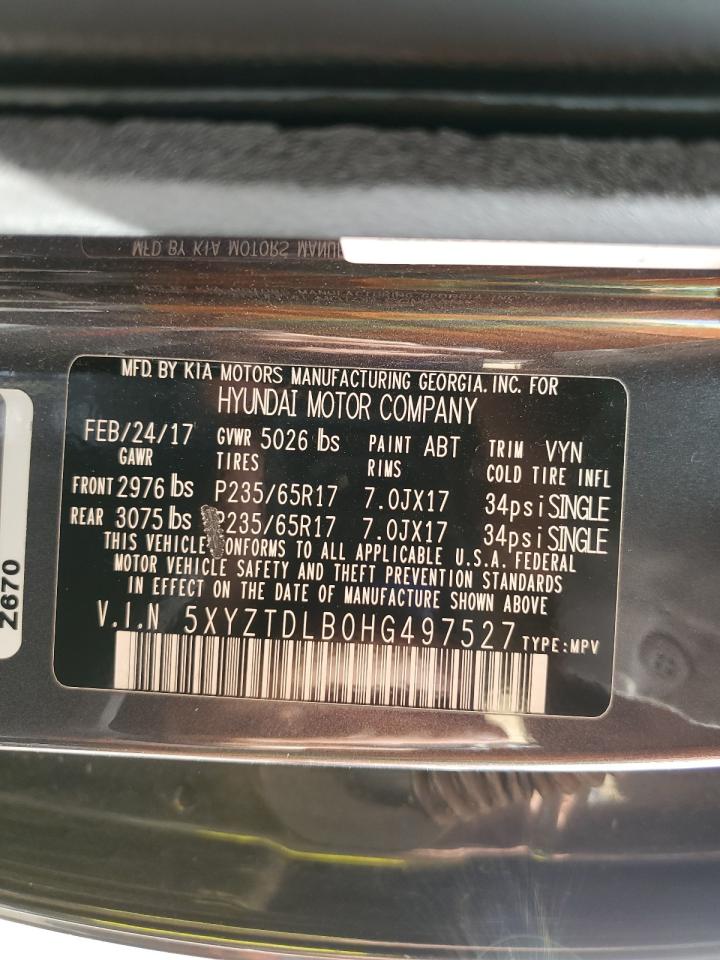 MFD. BY KIA MOTORS MANU
MFD. BY KIA MOTORS MANUFACTURING GEORGIA. INC. FOR
HYUNDAI MOTOR COMPANY
FEB/24/17 GVWR 5026 lbs PAINT ABT TRIM VYN
GAWR TIRES RIMS COLD TIRE INFL
FRONT 2976 lbs P235/65R17 7.0JX17 34psi SINGLE
REAR 3075 lbs P235/65R17 7.0JX17 34psi SINGLE
THIS VEHICLE CONFORMS TO ALL APPLICABLE U.S.A. FEDERAL
MOTOR VEHICLE SAFETY AND THEFT PREVENTION STANDARDS
IN EFFECT ON THE DATE OF MANUFACTURE SHOWN ABOVE
V.I.N 5XYZTDLB0HG497527 TYPE:MPV
Z670